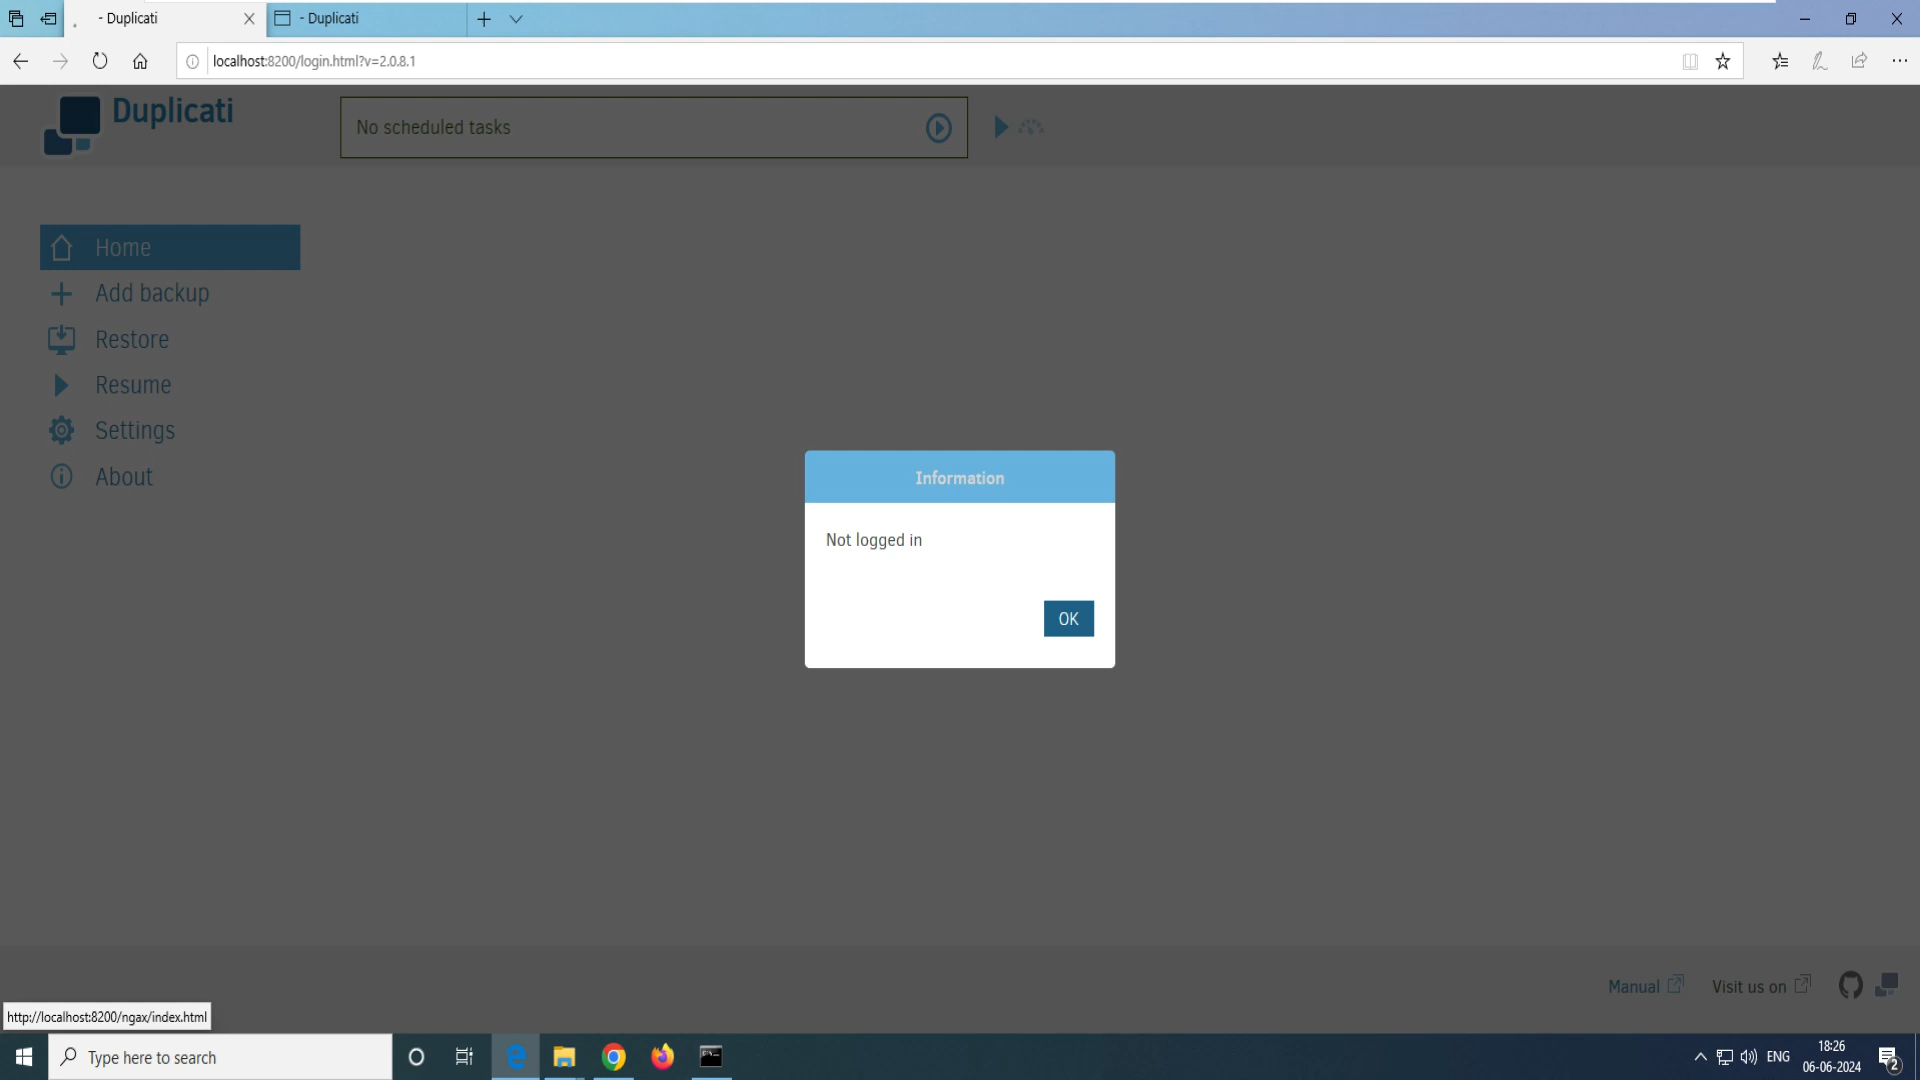 - Duplicati
- Duplicati
localhost:8200/login.html?v=2.0.8.1
Duplicati
No scheduled tasks
Home
Add backup
Restore
Resume
Settings
About
Information
Not logged in
OK
Manual
Visit us on
http://localhost:8200/ngax/index.html
Type here to search
ENG
18:26
06-06-2024
2